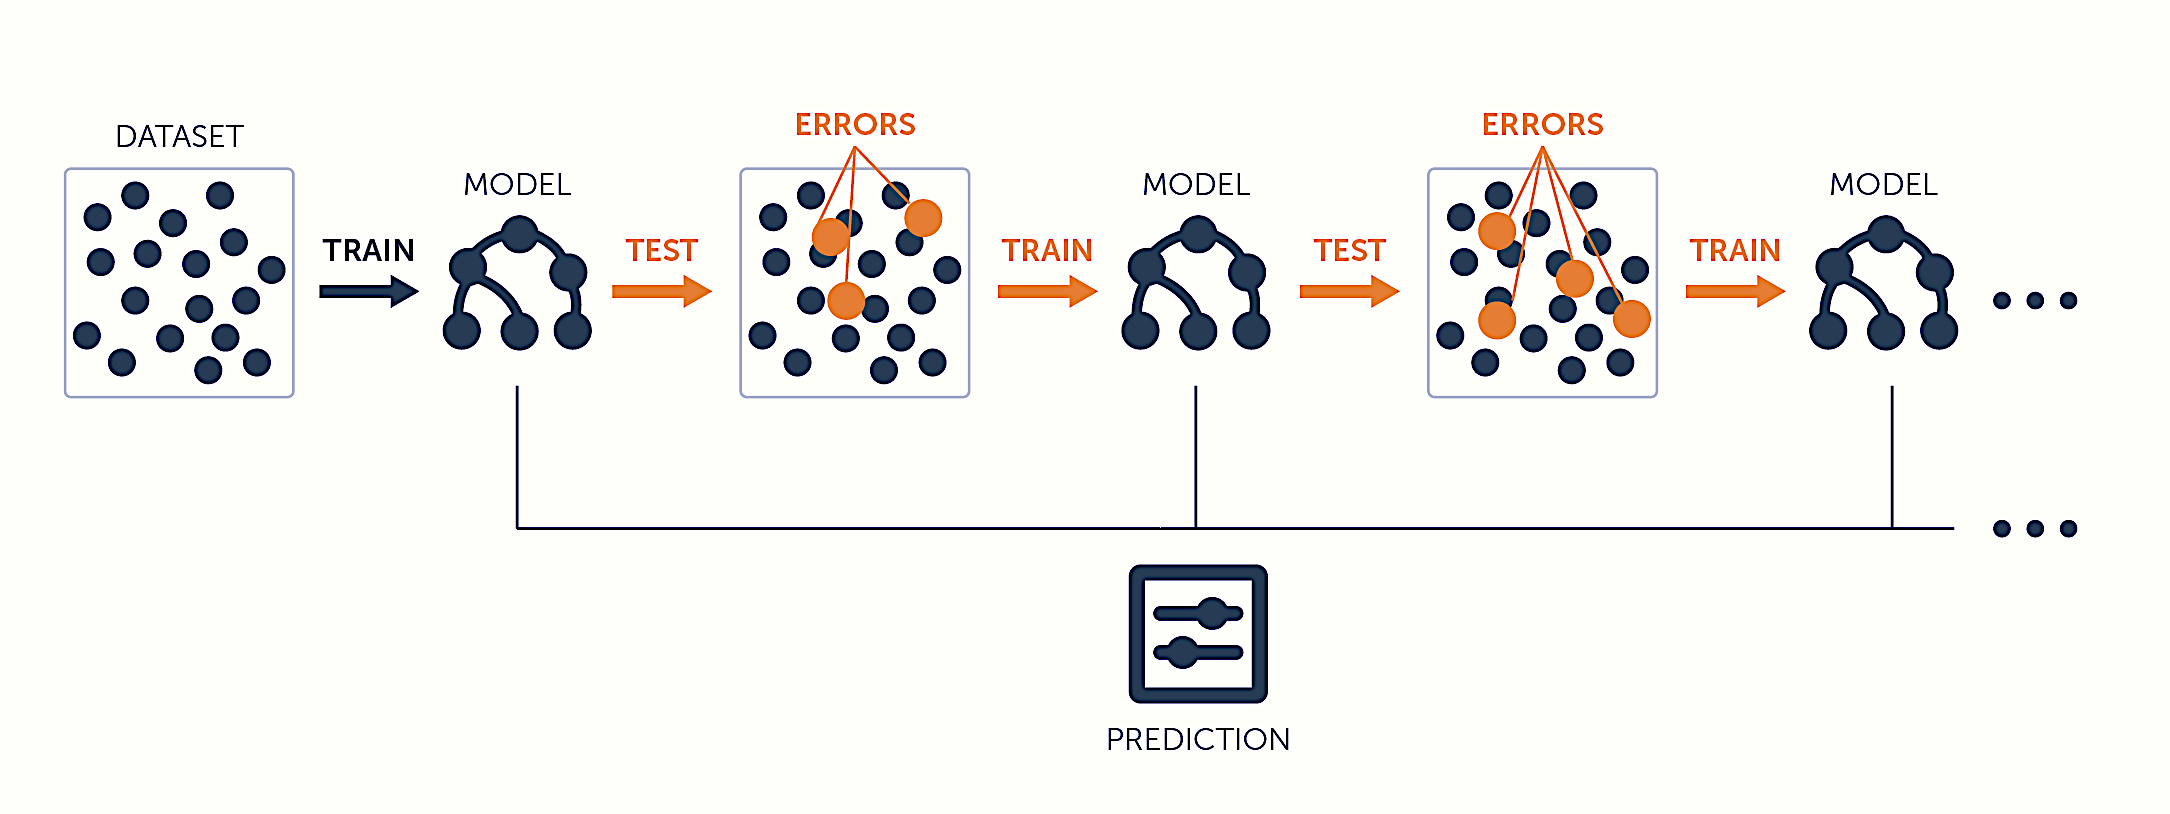 DATASET
TRAIN
MODEL
TEST
ERRORS
TRAIN
MODEL
TEST
ERRORS
TRAIN
MODEL
PREDICTION